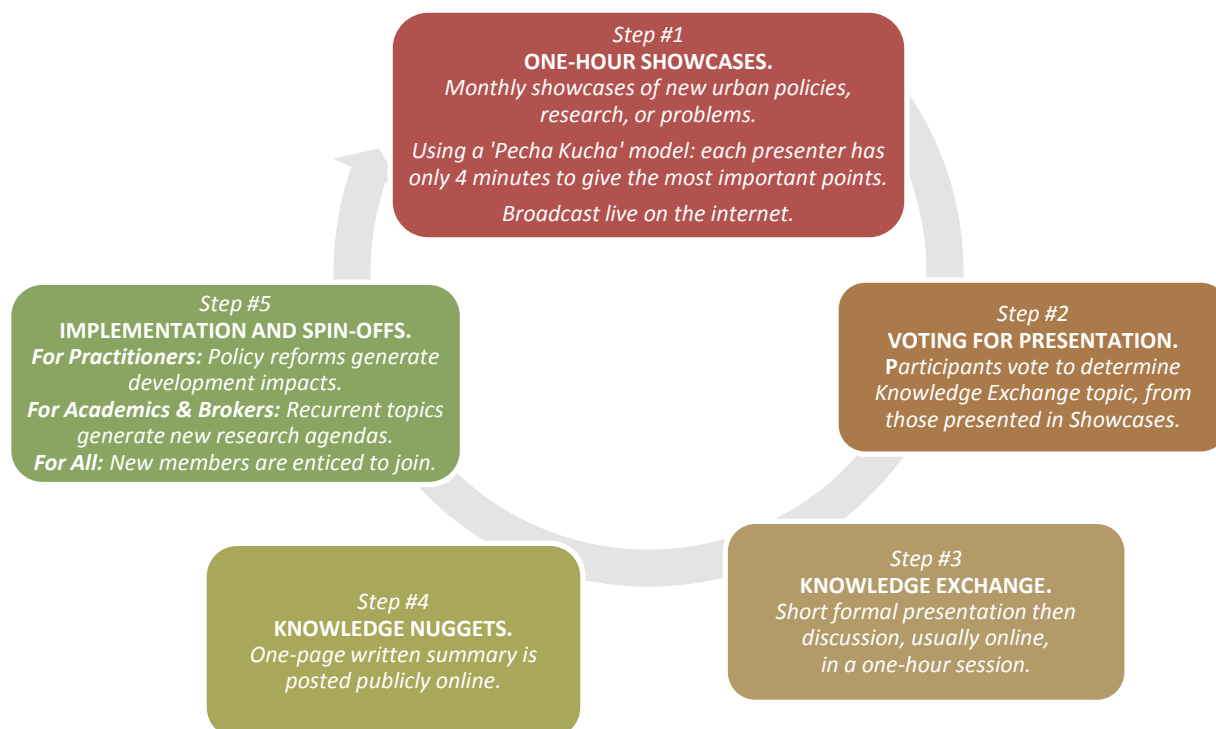 Step #1
ONE-HOUR SHOWCASES.
Monthly showcases of new urban policies,
research, or problems.
Using a 'Pecha Kucha' model: each presenter has
only 4 minutes to give the most important points.
Broadcast live on the internet.
Step #2
VOTING FOR PRESENTATION.
Participants vote to determine
Knowledge Exchange topic, from
those presented in Showcases.
Step #3
KNOWLEDGE EXCHANGE.
Short formal presentation then
discussion, usually online,
in a one-hour session.
Step #4
KNOWLEDGE NUGGETS.
One-page written summary is
posted publicly online.
Step #5
IMPLEMENTATION AND SPIN-OFFS.
For Practitioners: Policy reforms generate
development impacts.
For Academics & Brokers: Recurrent topics
generate new research agendas.
For All: New members are enticed to join.